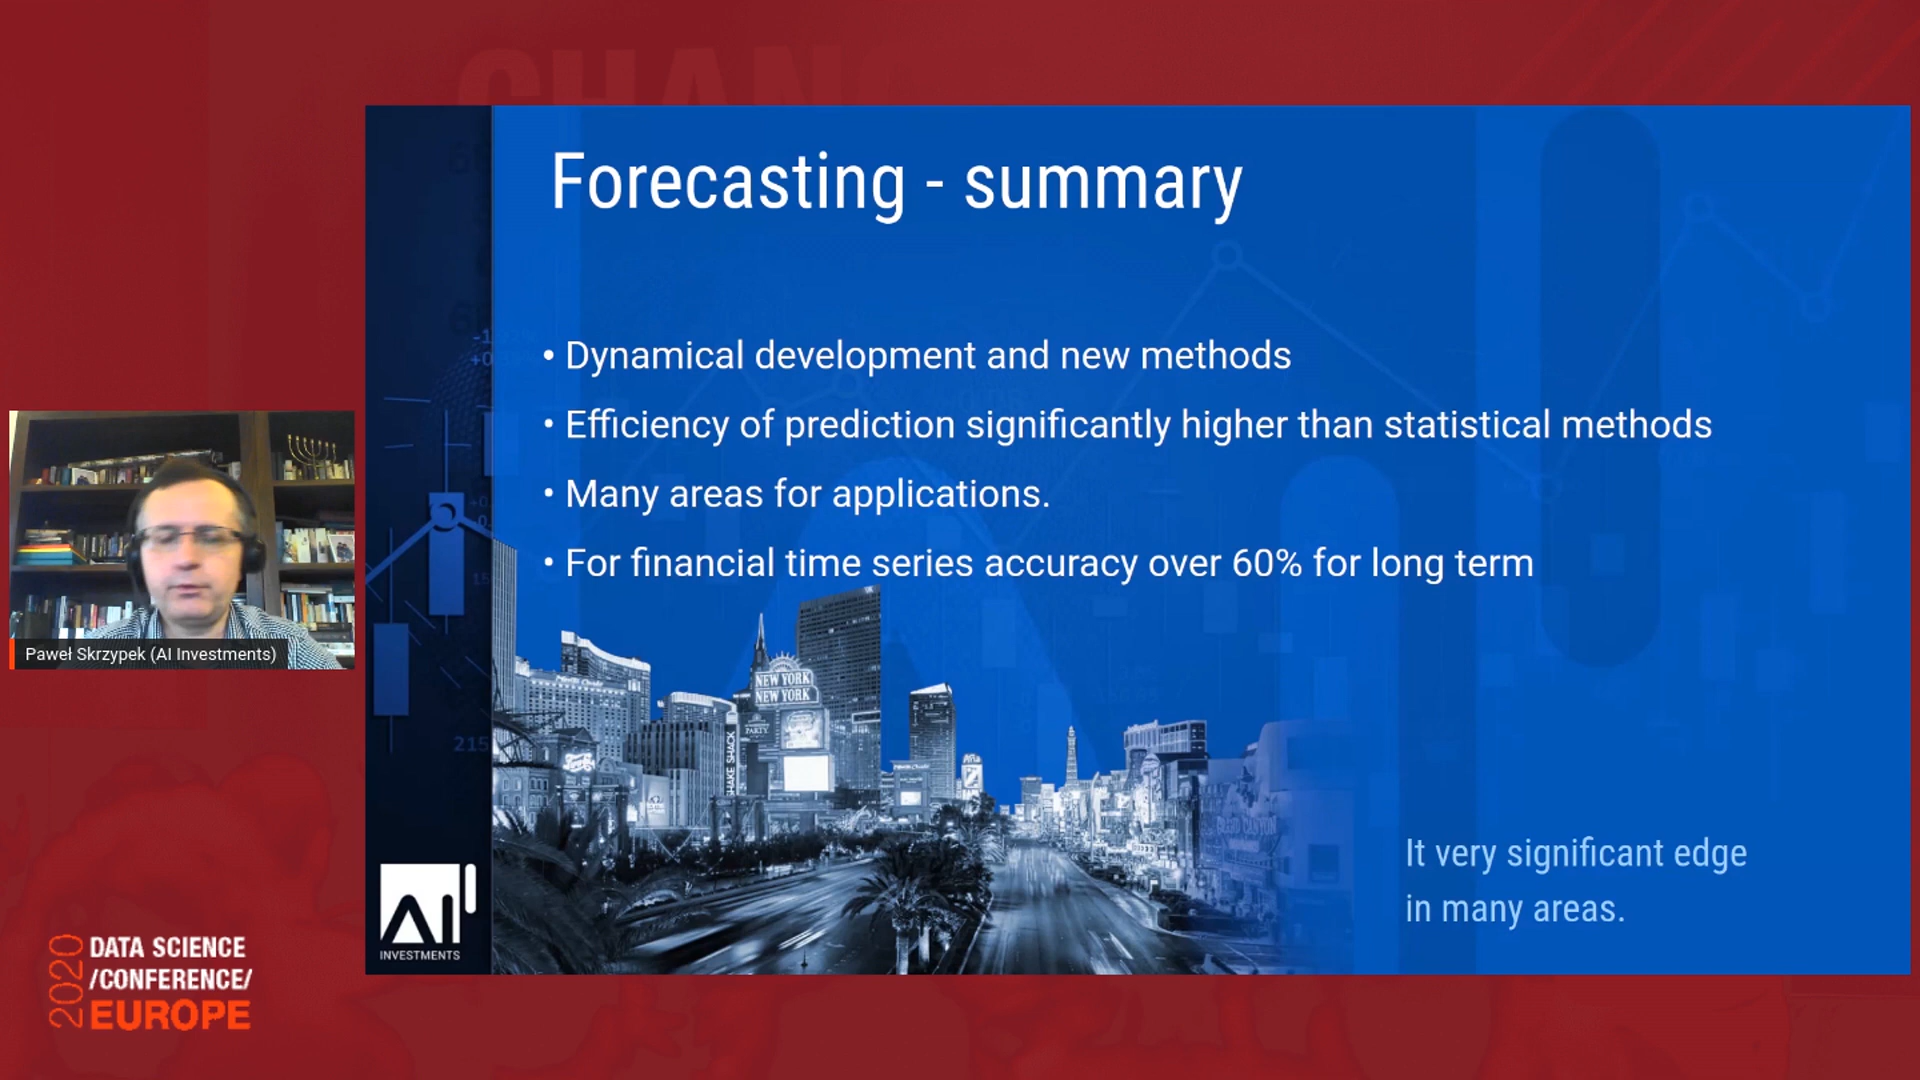 Forecasting - summary
• Dynamical development and new methods
• Efficiency of prediction significantly higher than statistical methods
• Many areas for applications.
• For financial time series accuracy over 60% for long term
It very significant edge
in many areas.
Paweł Skrzypek (AI Investments)
NEW YORK
NEW YORK
SHAKE SHACK
215
AI
INVESTMENTS
2020
DATA SCIENCE
/CONFERENCE/
EUROPE